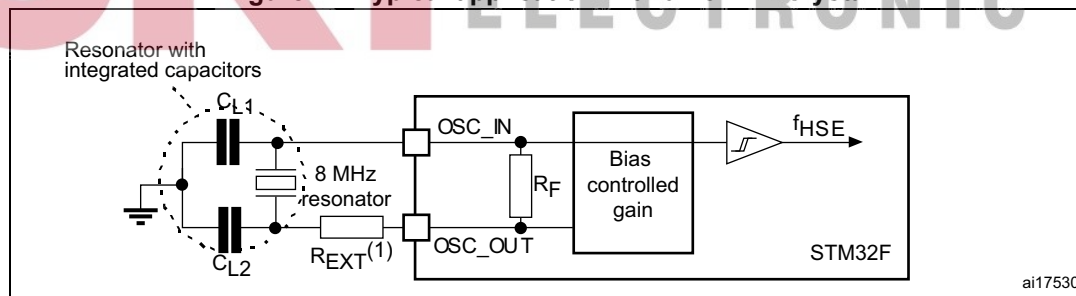 ELECTRONIC
Resonator with
integrated capacitors
CL1
OSC_IN
fHSE
8 MHz
resonator
RF
Bias
controlled
gain
REXT(1)
OSC_OUT
STM32F
CL2
ai17530